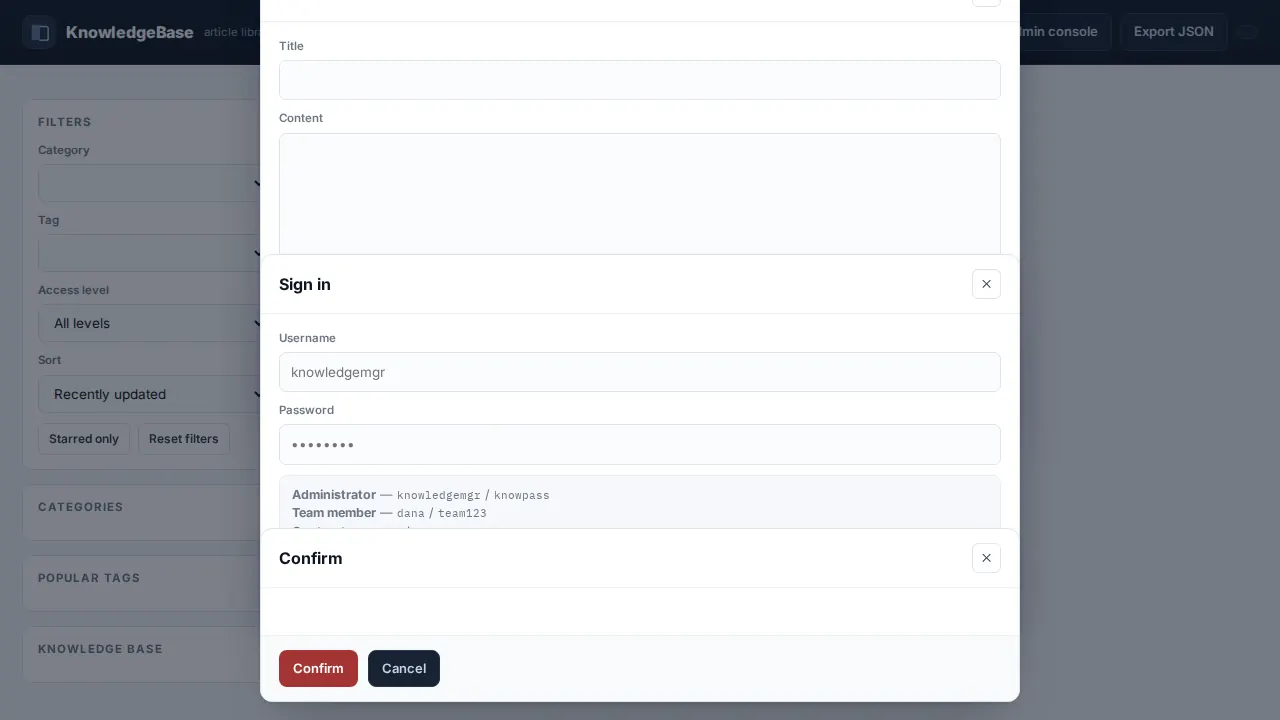 KnowledgeBase article
Export JSON
FILTERS
Category
Tag
Access level
All levels
Sort
Recently updated
Starred only Reset filters
CATEGORIES
POPULAR TAGS
KNOWLEDGE BASE
Title
Content
Sign in
×
Username
knowledgemgr
Password
••••••••
Administrator — knowledgemgr / knowpass
Team member — dana / team123
Confirm
×
Confirm Cancel
console